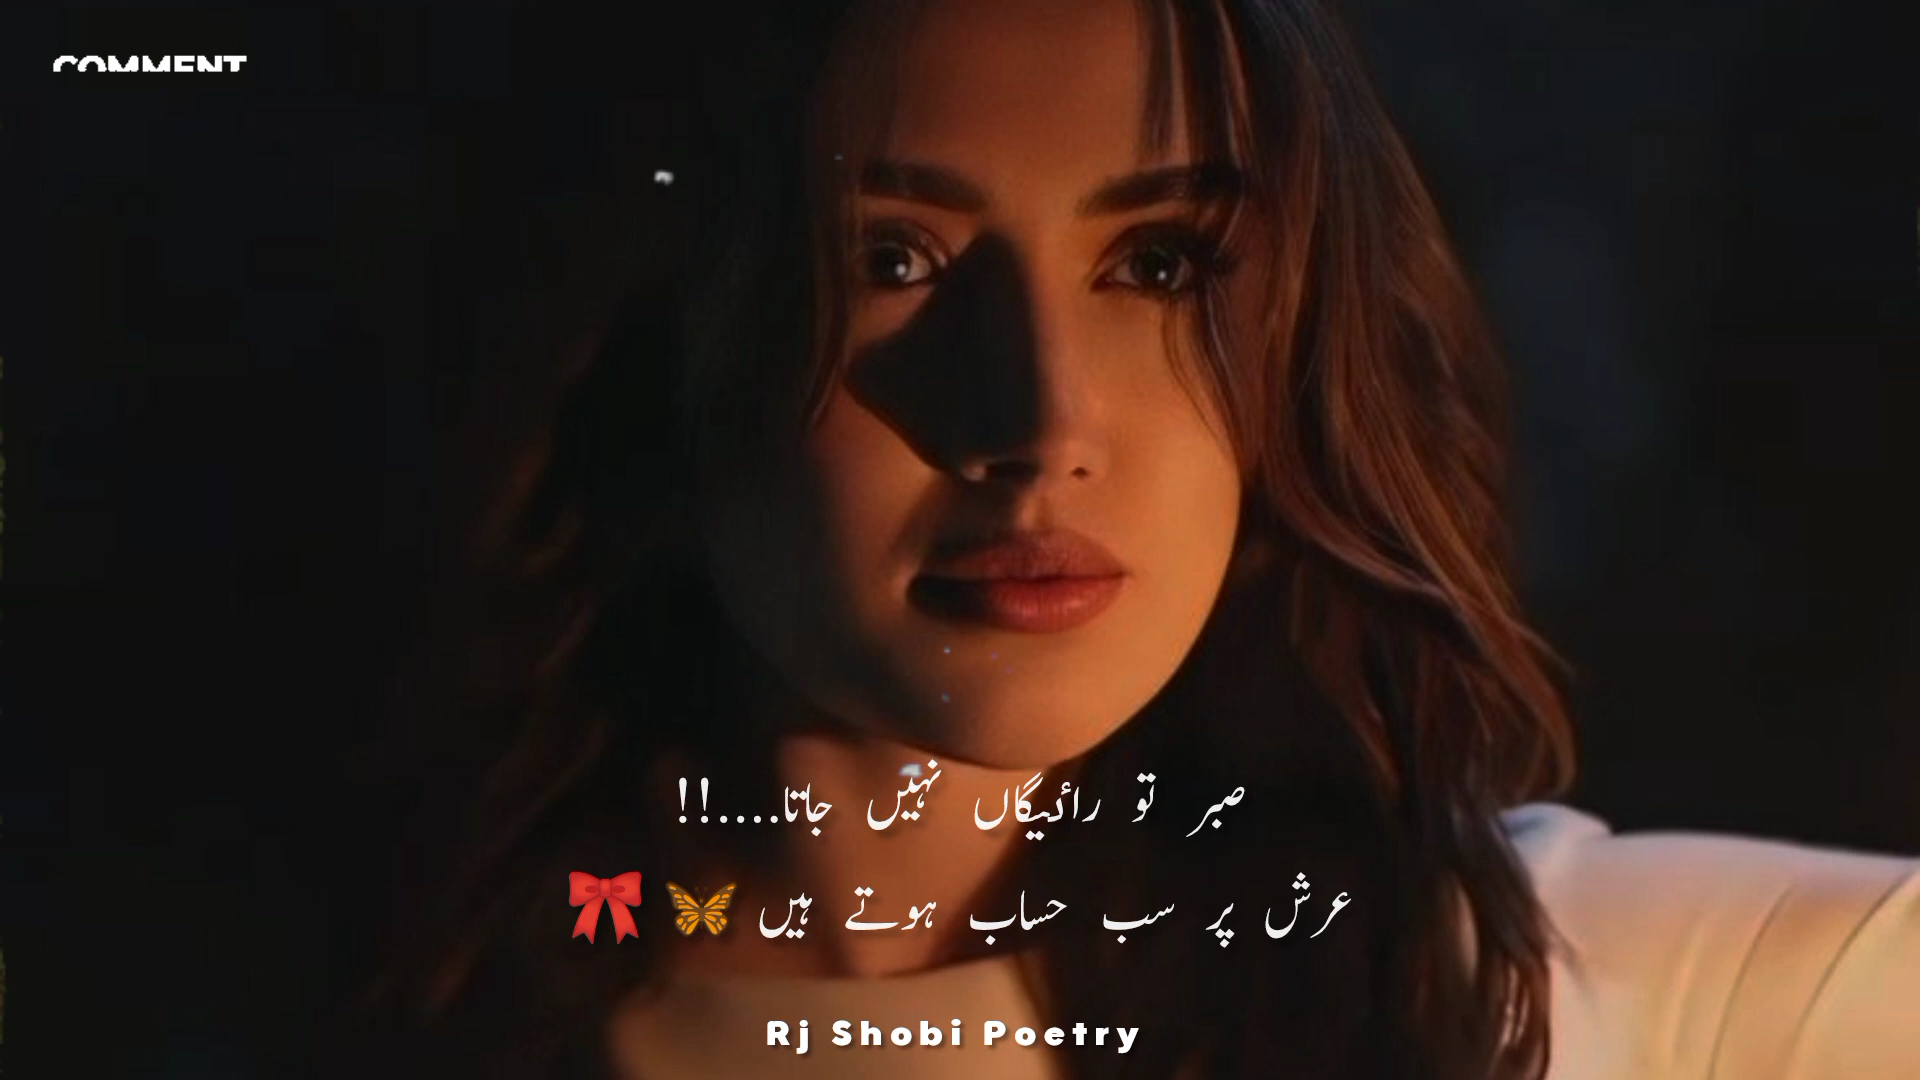 COMMENT
صبر تو رائیگاں نہیں جاتا....!!
عرش پر سب حساب ہوتے ہیں 🦋 🎀
Rj Shobi Poetry